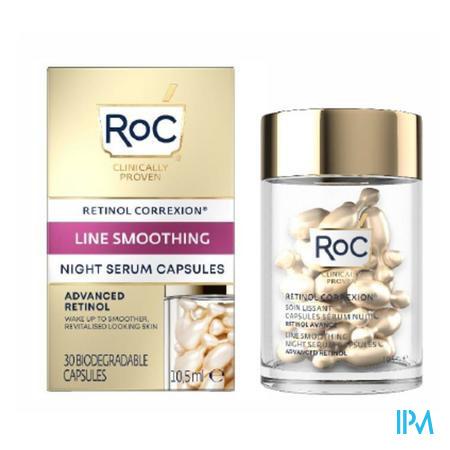 RoC
CLINICALLY
PROVEN
RETINOL CORREXION®
LINE SMOOTHING
NIGHT SERUM CAPSULES
ADVANCED
RETINOL
WAKE UP TO SMOOTHER,
REVITALISED LOOKING SKIN
30 BIODEGRADABLE
CAPSULES
10,5ml e
RoC
CLINICALLY
PROVEN
RETINOL CORREXION®
SOIN LISSANT
CAPSULES SÉRUM NUIT
RETINOL AVANCÉ
LINE SMOOTHING
NIGHT SERUM CAPSULES
ADVANCED RETINOL
IPM